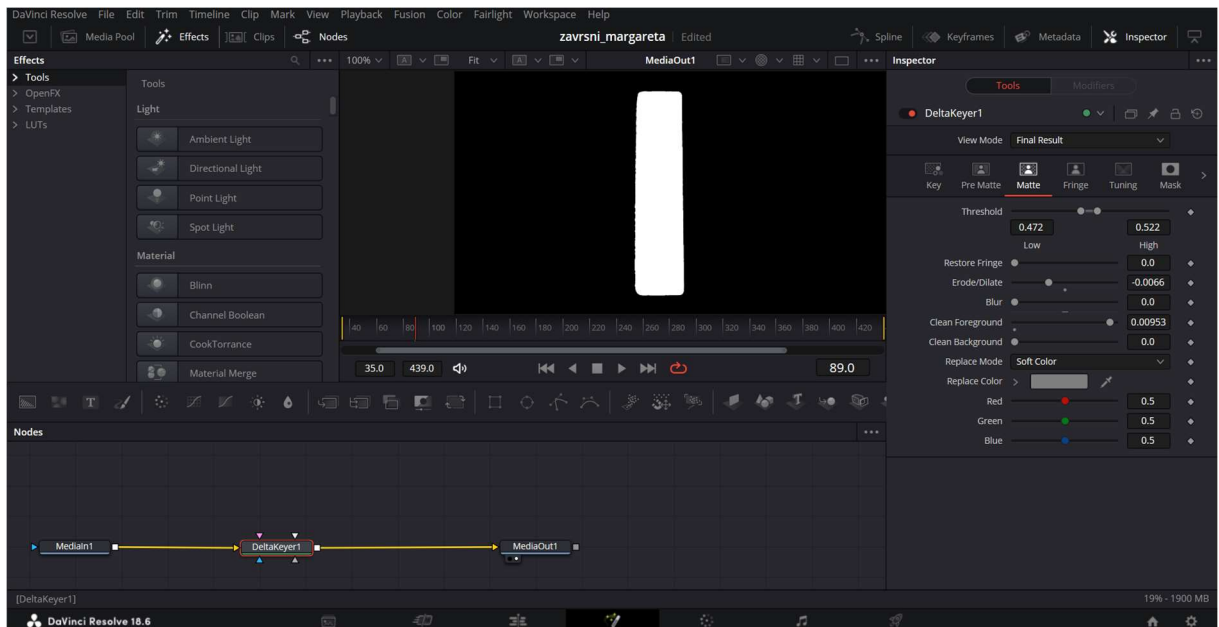 DaVinci Resolve File Edit Trim Timeline Clip Mark View Playback Fusion Color Fairlight Workspace Help
Media Pool Effects Clips Nodes zavrsni_margareta Edited Spline Keyframes Metadata Inspector
Effects
100% Fit MediaOut1
Inspector
Tools
OpenFX
Templates
LUTs
Tools
Light
Ambient Light
Directional Light
Point Light
Spot Light
Material
Blinn
Channel Boolean
CookTorrance
Material Merge
40 60 80 100 120 140 160 180 200 220 240 260 280 300 320 340 360 380 400 420
35.0 439.0 89.0
Tools Modifiers
DeltaKeyer1
View Mode Final Result
Key Pre Matte Matte Fringe Tuning Mask
Threshold
0.472 0.522
Low High
Restore Fringe 0.0
Erode/Dilate -0.0066
Blur 0.0
Clean Foreground 0.00953
Clean Background 0.0
Replace Mode Soft Color
Replace Color
Red 0.5
Green 0.5
Blue 0.5
Nodes
MediaIn1 DeltaKeyer1 MediaOut1
[DeltaKeyer1] 19% - 1900 MB
DaVinci Resolve 18.6